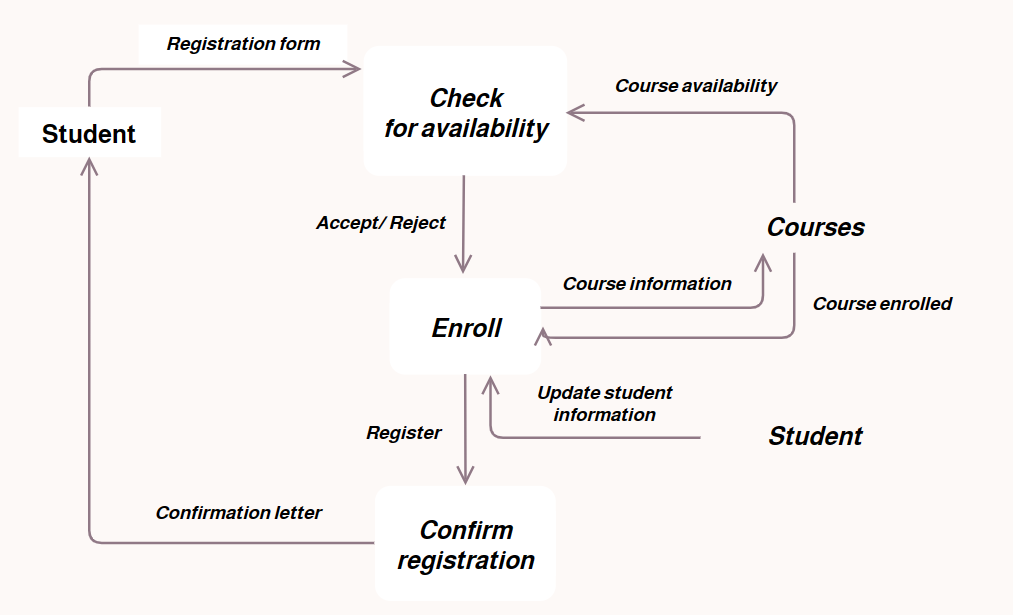 Registration form
Check
for availability
Course availability
Student
Accept/ Reject
Courses
Course information
Course enrolled
Enroll
Update student
information
Register
Student
Confirmation letter
Confirm
registration